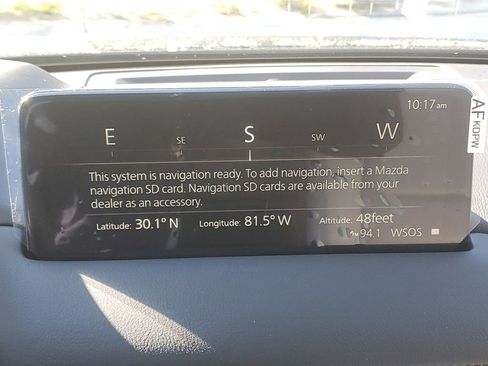 10:17 am
E SE S SW W
This system is navigation ready. To add navigation, insert a Mazda
navigation SD card. Navigation SD cards are available from your
dealer as an accessory.
Latitude: 30.1° N Longitude: 81.5° W Altitude: 48feet
94.1 WSOS
AF KDPW